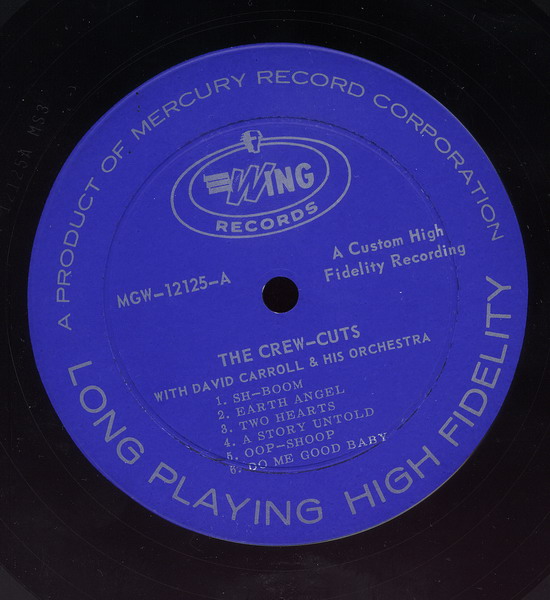 A PRODUCT OF MERCURY RECORD CORPORATION
WING
RECORDS
A Custom High
Fidelity Recording
MGW-12125-A
THE CREW-CUTS
WITH DAVID CARROLL & HIS ORCHESTRA
1. SH-BOOM
2. EARTH ANGEL
3. TWO HEARTS
4. A STORY UNTOLD
5. OOP-SHOOP
6. DO ME GOOD BABY
LONG PLAYING HIGH FIDELITY